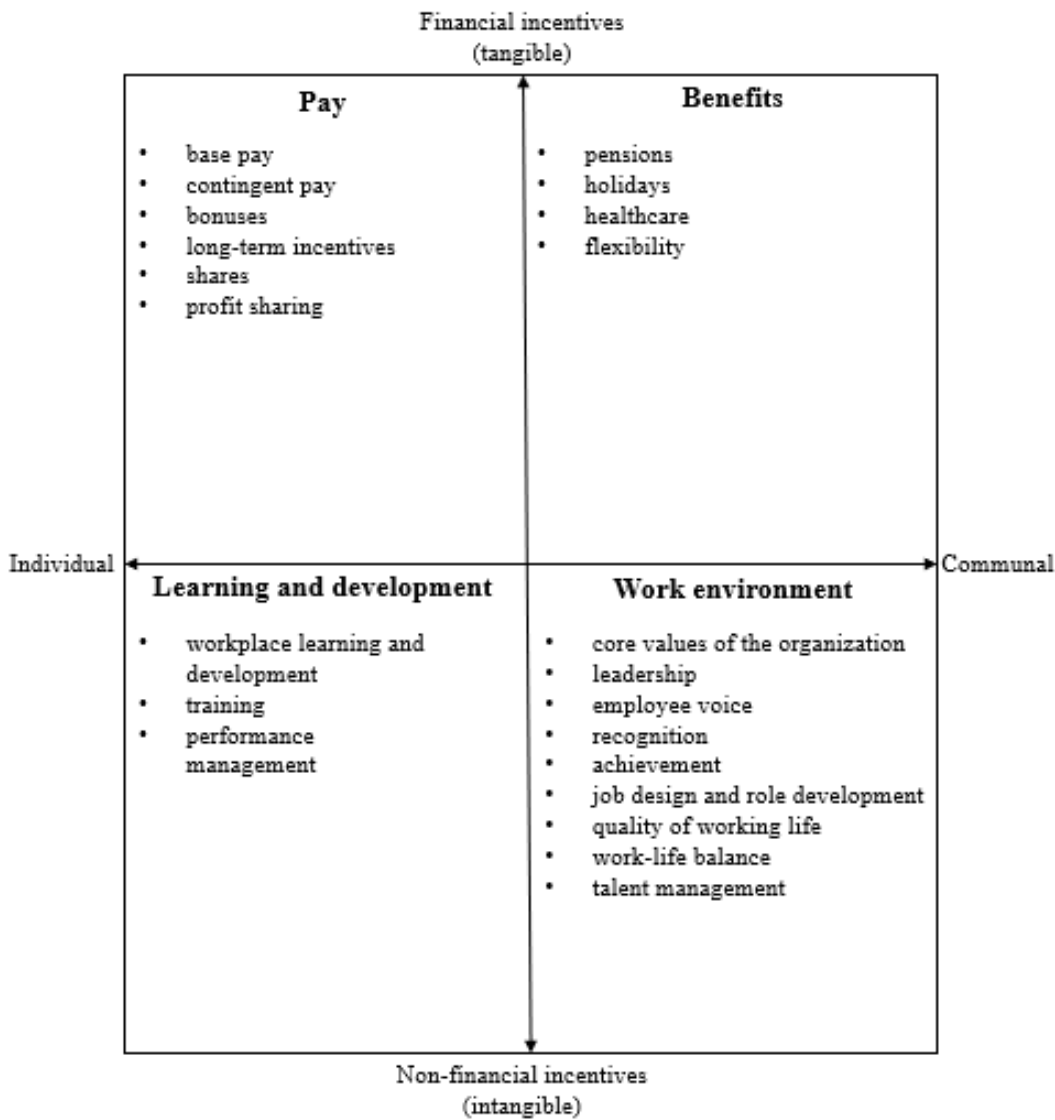 Financial incentives
(tangible)
Pay
• base pay
• contingent pay
• bonuses
• long-term incentives
• shares
• profit sharing
Benefits
• pensions
• holidays
• healthcare
• flexibility
Individual
Communal
Learning and development
• workplace learning and
development
• training
• performance
management
Work environment
• core values of the organization
• leadership
• employee voice
• recognition
• achievement
• job design and role development
• quality of working life
• work-life balance
• talent management
Non-financial incentives
(intangible)